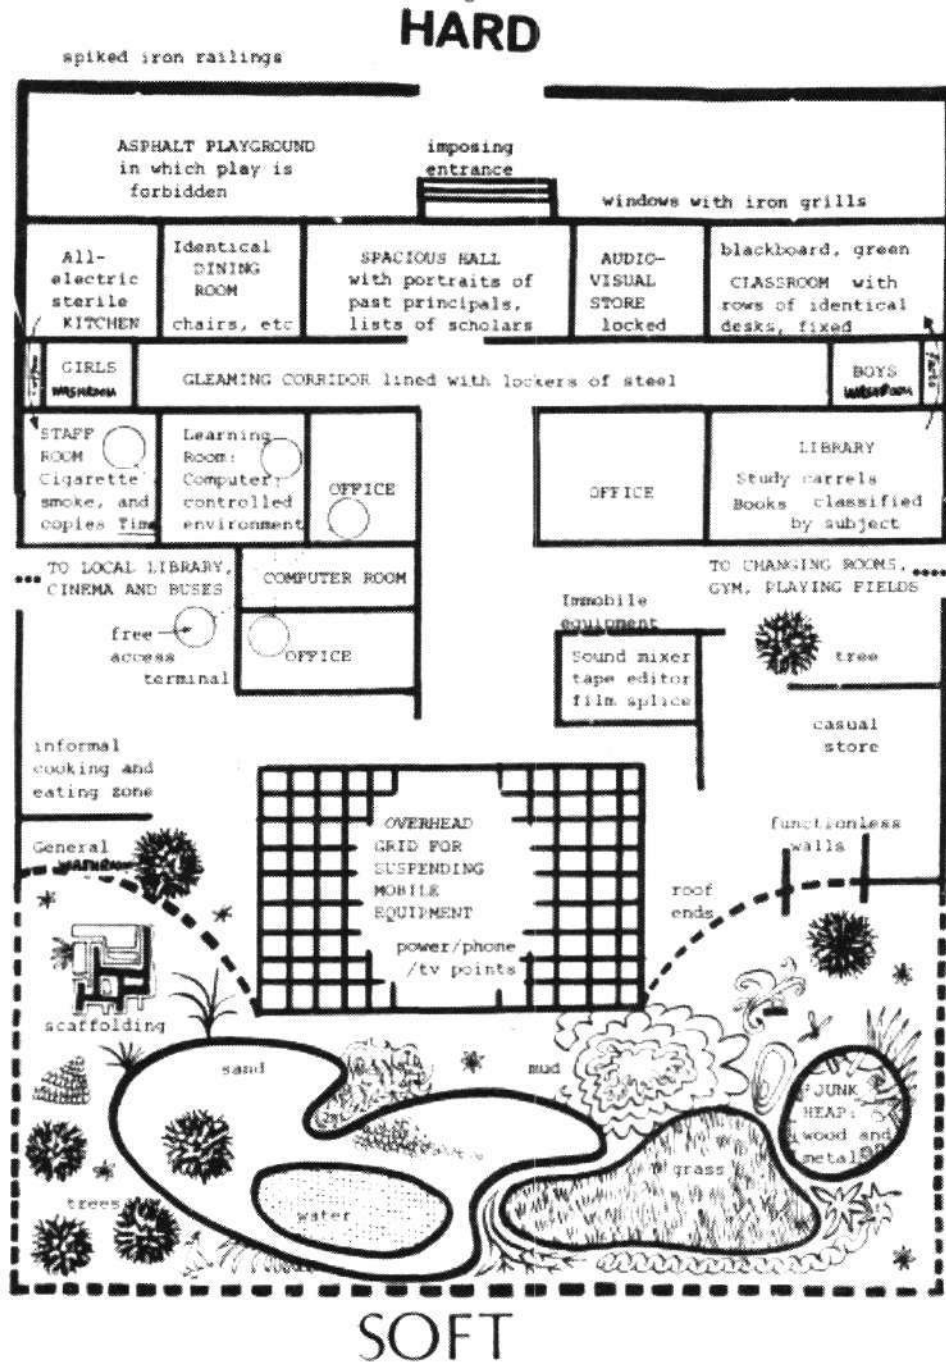 HARD
spiked iron railings
ASPHALT PLAYGROUND
in which play is
forbidden
imposing
entrance
windows with iron grills
All-
electric
sterile
KITCHEN
Identical
DINING
ROOM
chairs, etc
SPACIOUS HALL
with portraits of
past principals,
lists of scholars
AUDIO-
VISUAL
STORE
locked
blackboard, green
CLASSROOM with
rows of identical
desks, fixed
GIRLS
WASHROOM
GLEAMING CORRIDOR lined with lockers of steel
BOYS
WASHROOM
STAFF
ROOM
Cigarette
smoke, and
copies Time
Learning
Room:
Computer-
controlled
environment
OFFICE
OFFICE
LIBRARY
Study carrels
Books classified
by subject
TO LOCAL LIBRARY,
CINEMA AND BUSES
COMPUTER ROOM
TO CHANGING ROOMS,
GYM, PLAYING FIELDS
free
access
terminal
OFFICE
Immobile
equipment
Sound mixer
tape editor
film splice
tree
casual
store
informal
cooking and
eating zone
General
WASHROOM
OVERHEAD
GRID FOR
SUSPENDING
MOBILE
EQUIPMENT
power/phone
/tv points
functionless
walls
roof
ends
scaffolding
sand
mud
JUNK
HEAP:
wood and
metal
grass
trees
water
SOFT